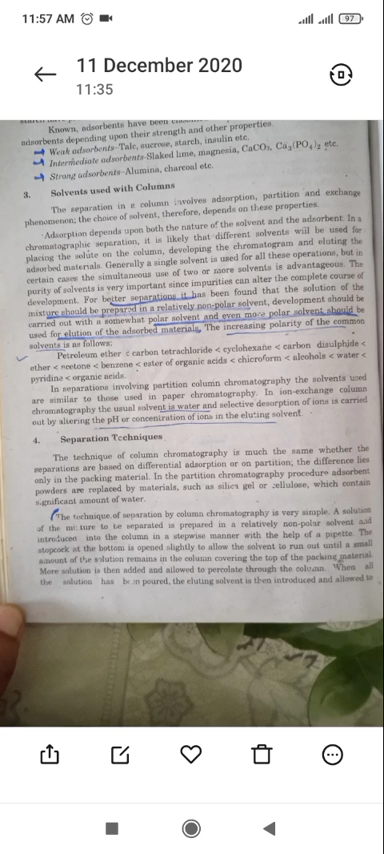 11:57 AM
97
11 December 2020
11:35
Known, adsorbents have been
adsorbents depending upon their strength and other properties.
Weak adsorbents-Talc, sucrose, starch, insulin etc.
Intermediate adsorbents-Slaked lime, magnesia, CaCO₃, Ca₃(PO₄)₂ etc.
Strong adsorbents-Alumina, charcoal etc.
3. Solvents used with Columns
The separation in a column involves adsorption, partition and exchange
phenomenon; the choice of solvent, therefore, depends on these properties.
Adsorption depends upon both the nature of the solvent and the adsorbent. In a
chromatographic separation, it is likely that different solvents will be used for
placing the solute on the column, developing the chromatogram and eluting the
adsorbed materials. Generally a single solvent is used for all these operations, but in
certain cases the simultaneous use of two or more solvents is advantageous. The
purity of solvents is very important since impurities can alter the complete course of
development. For better separations it has been found that the solution of the
mixture should be prepared in a relatively non-polar solvent, development should be
carried out with a somewhat polar solvent and even more polar solvent should be
used for elution of the adsorbed materials. The increasing polarity of the common
solvents is as follows:
Petroleum ether < carbon tetrachloride < cyclohexane < carbon disulphide <
ether < acetone < benzene < ester of organic acids < chloroform < alcohols < water <
pyridine < organic acids.
In separations involving partition column chromatography the solvents used
are similar to those used in paper chromatography. In ion-exchange column
chromatography the usual solvent is water and selective desorption of ions is carried
out by altering the pH or concentration of ions in the eluting solvent.
4. Separation Techniques
The technique of column chromatography is much the same whether the
separations are based on differential adsorption or on partition; the difference lies
only in the packing material. In the partition chromatography procedure adsorbent
powders are replaced by materials, such as silica gel or cellulose, which contain
significant amount of water.
The technique of separation by column chromatography is very simple. A solution
of the mixture to be separated is prepared in a relatively non-polar solvent and
introduced into the column in a stepwise manner with the help of a pipette. The
stopcock at the bottom is opened slightly to allow the solvent to run out until a small
amount of the solution remains in the column covering the top of the packing material.
More solution is then added and allowed to percolate through the column. When all
the solution has been poured, the eluting solvent is then introduced and allowed to